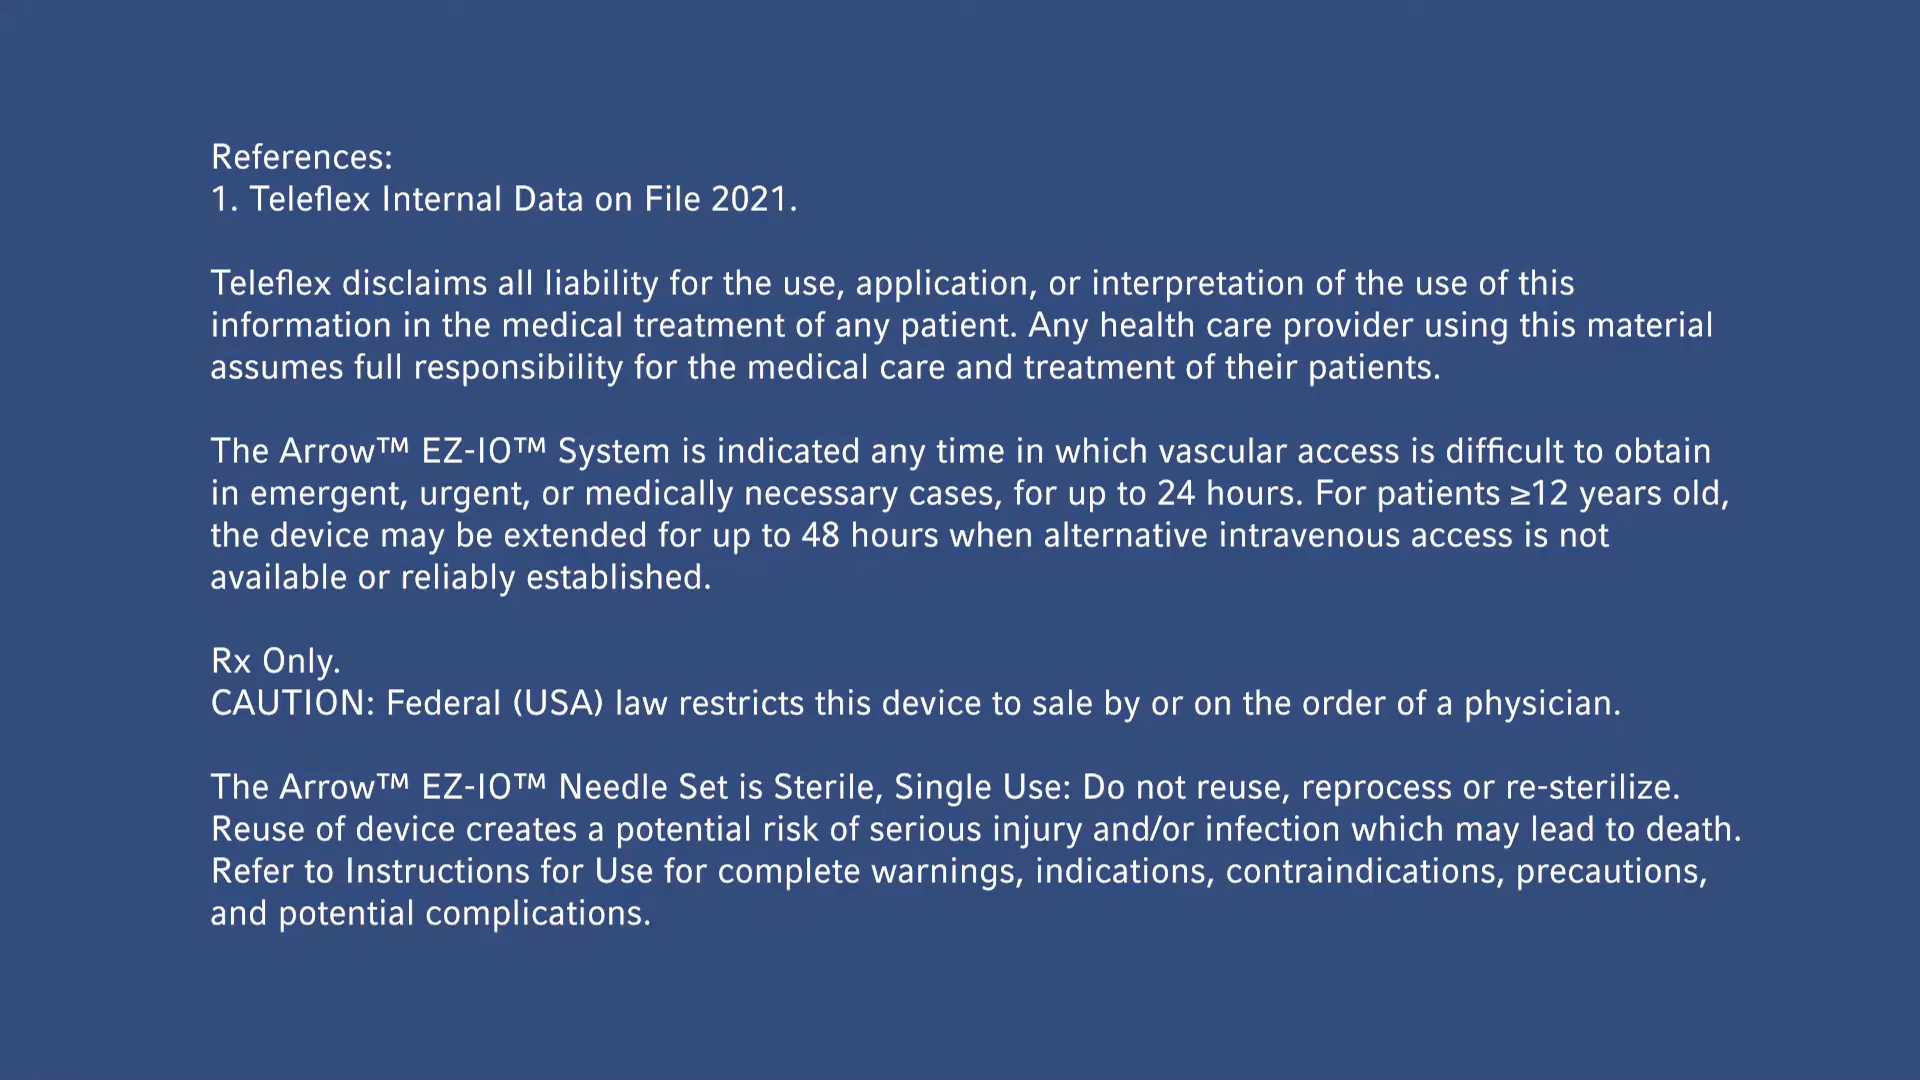 References:
1. Teleflex Internal Data on File 2021.
Teleflex disclaims all liability for the use, application, or interpretation of the use of this
information in the medical treatment of any patient. Any health care provider using this material
assumes full responsibility for the medical care and treatment of their patients.
The Arrow™ EZ-IO™ System is indicated any time in which vascular access is difficult to obtain
in emergent, urgent, or medically necessary cases, for up to 24 hours. For patients ≥12 years old,
the device may be extended for up to 48 hours when alternative intravenous access is not
available or reliably established.
Rx Only.
CAUTION: Federal (USA) law restricts this device to sale by or on the order of a physician.
The Arrow™ EZ-IO™ Needle Set is Sterile, Single Use: Do not reuse, reprocess or re-sterilize.
Reuse of device creates a potential risk of serious injury and/or infection which may lead to death.
Refer to Instructions for Use for complete warnings, indications, contraindications, precautions,
and potential complications.